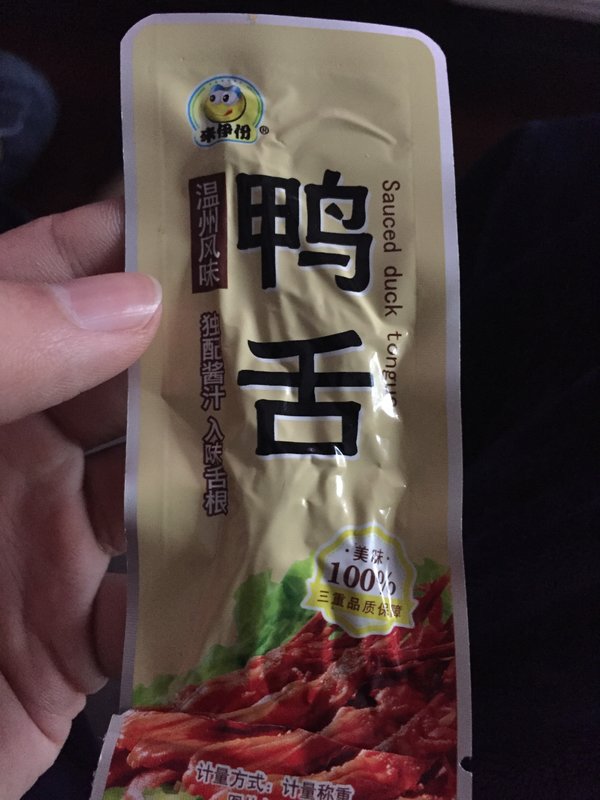 来伊份®
温州风味
鸭舌
Sauced duck tongue
独配酱汁 入味舌根
·美味·
100%
三重品质保障
计量方式：计量称重